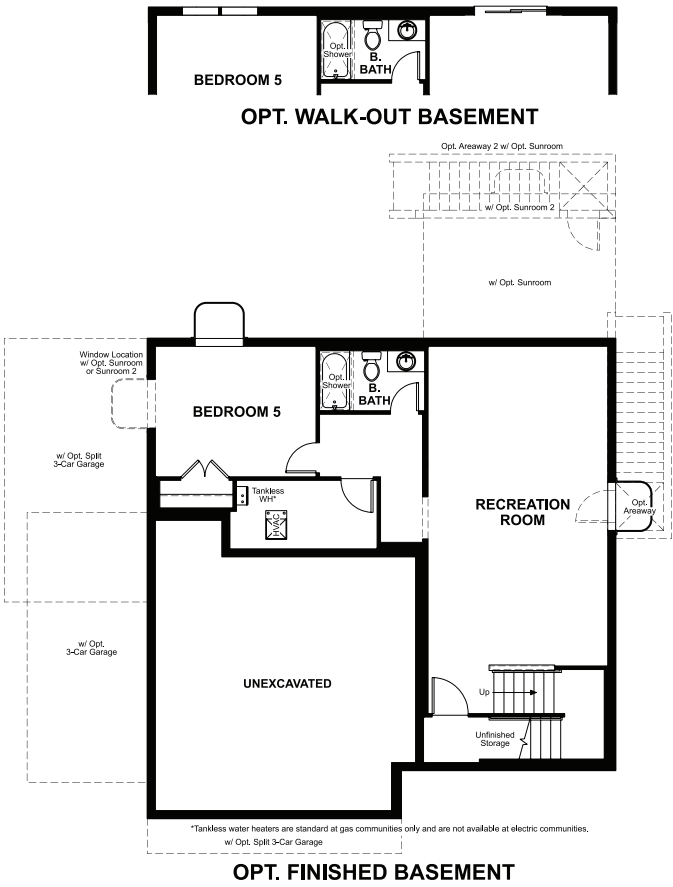 Opt.
Shower
B.
BATH
BEDROOM 5
OPT. WALK-OUT BASEMENT
Opt. Areaway 2 w/ Opt. Sunroom
w/ Opt. Sunroom 2
w/ Opt. Sunroom
Window Location
w/ Opt. Sunroom
or Sunroom 2
Opt.
Shower
B.
BATH
BEDROOM 5
w/ Opt. Split
3-Car Garage
Tankless
WH*
HVAC
RECREATION
ROOM
Opt.
Areaway
w/ Opt.
3-Car Garage
UNEXCAVATED
Up
Unfinished
Storage
*Tankless water heaters are standard at gas communities only and are not available at electric communities.
w/ Opt. Split 3-Car Garage
OPT. FINISHED BASEMENT